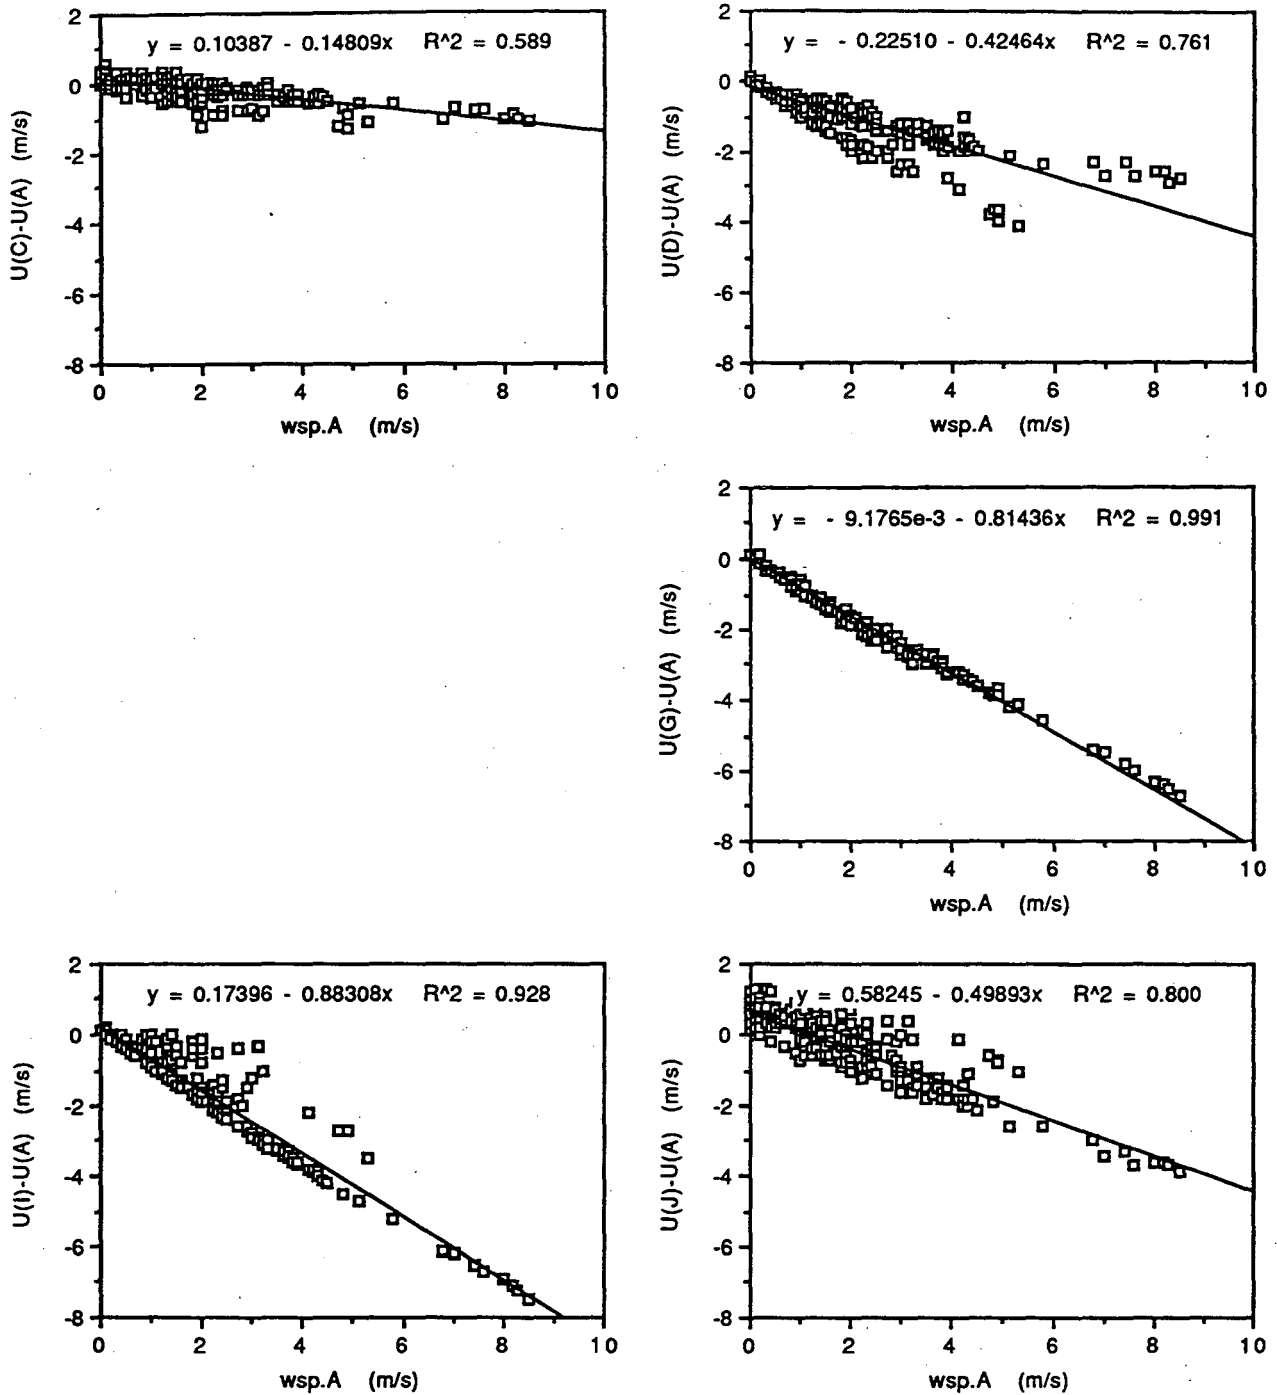 y = 0.10387 - 0.14809x R^2 = 0.589
2
0
-2
-4
-6
-8
U(C)-U(A) (m/s)
0 2 4 6 8 10
wsp.A (m/s)
y = - 0.22510 - 0.42464x R^2 = 0.761
2
0
-2
-4
-6
-8
U(D)-U(A) (m/s)
0 2 4 6 8 10
wsp.A (m/s)
y = - 9.1765e-3 - 0.81436x R^2 = 0.991
2
0
-2
-4
-6
-8
U(G)-U(A) (m/s)
0 2 4 6 8 10
wsp.A (m/s)
y = 0.17396 - 0.88308x R^2 = 0.928
2
0
-2
-4
-6
-8
U(I)-U(A) (m/s)
0 2 4 6 8 10
wsp.A (m/s)
y = 0.58245 - 0.49893x R^2 = 0.800
2
0
-2
-4
-6
-8
U(J)-U(A) (m/s)
0 2 4 6 8 10
wsp.A (m/s)